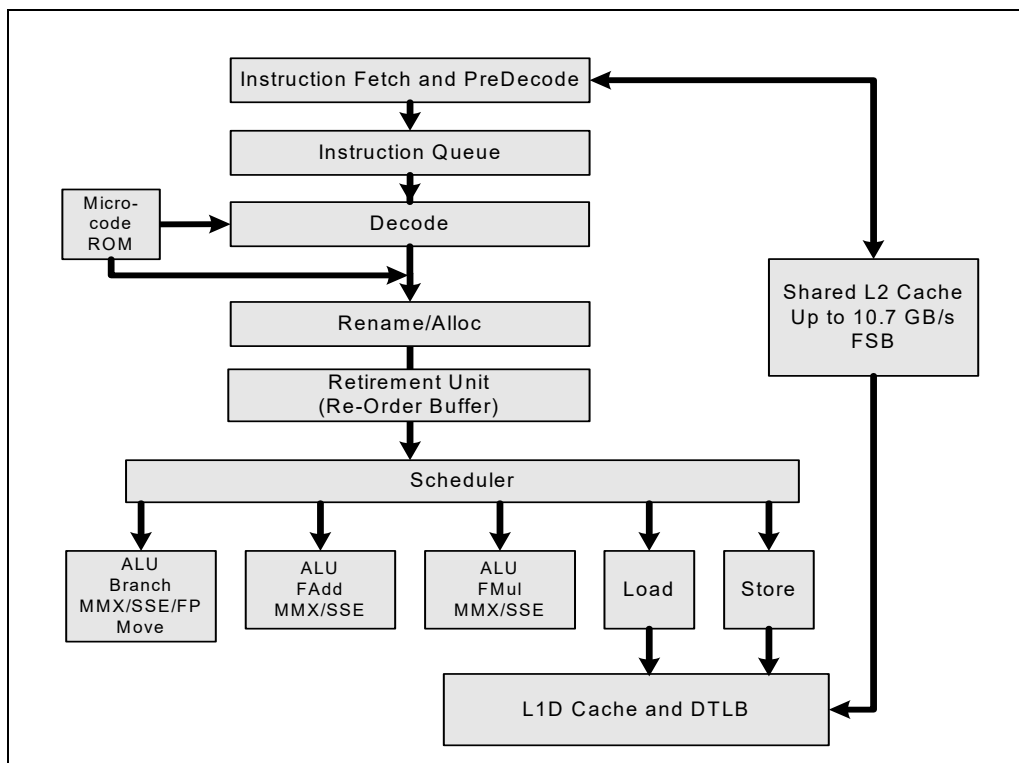 Instruction Fetch and PreDecode
Instruction Queue
Micro-
code
ROM
Decode
Shared L2 Cache
Up to 10.7 GB/s
FSB
Rename/Alloc
Retirement Unit
(Re-Order Buffer)
Scheduler
ALU
Branch
MMX/SSE/FP
Move
ALU
FAdd
MMX/SSE
ALU
FMul
MMX/SSE
Load
Store
L1D Cache and DTLB